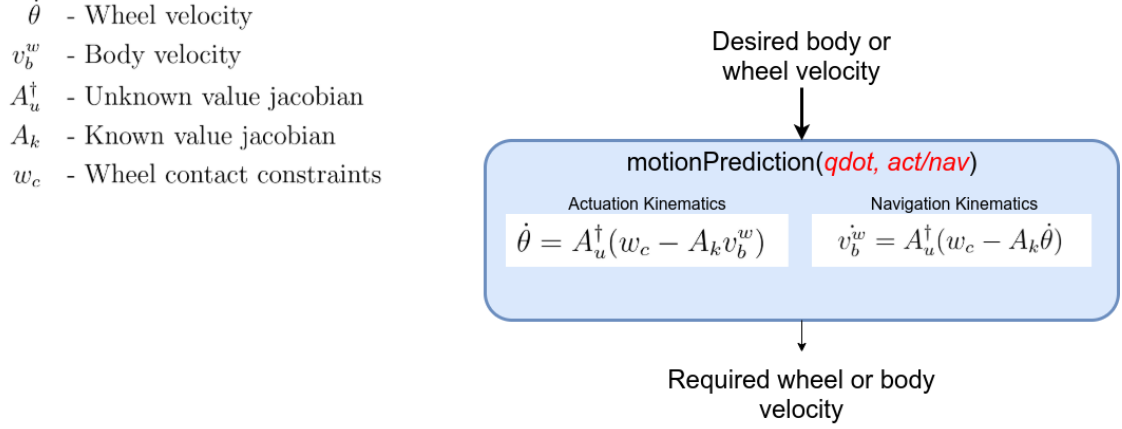 θ̇ - Wheel velocity
v_b^w - Body velocity
A_u^† - Unknown value jacobian
A_k - Known value jacobian
w_c - Wheel contact constraints
Desired body or
wheel velocity
motionPrediction(qdot, act/nav)
Actuation Kinematics
θ̇ = A_u^†(w_c − A_k v_b^w)
Navigation Kinematics
v̇_b^w = A_u^†(w_c − A_k θ̇)
Required wheel or body
velocity